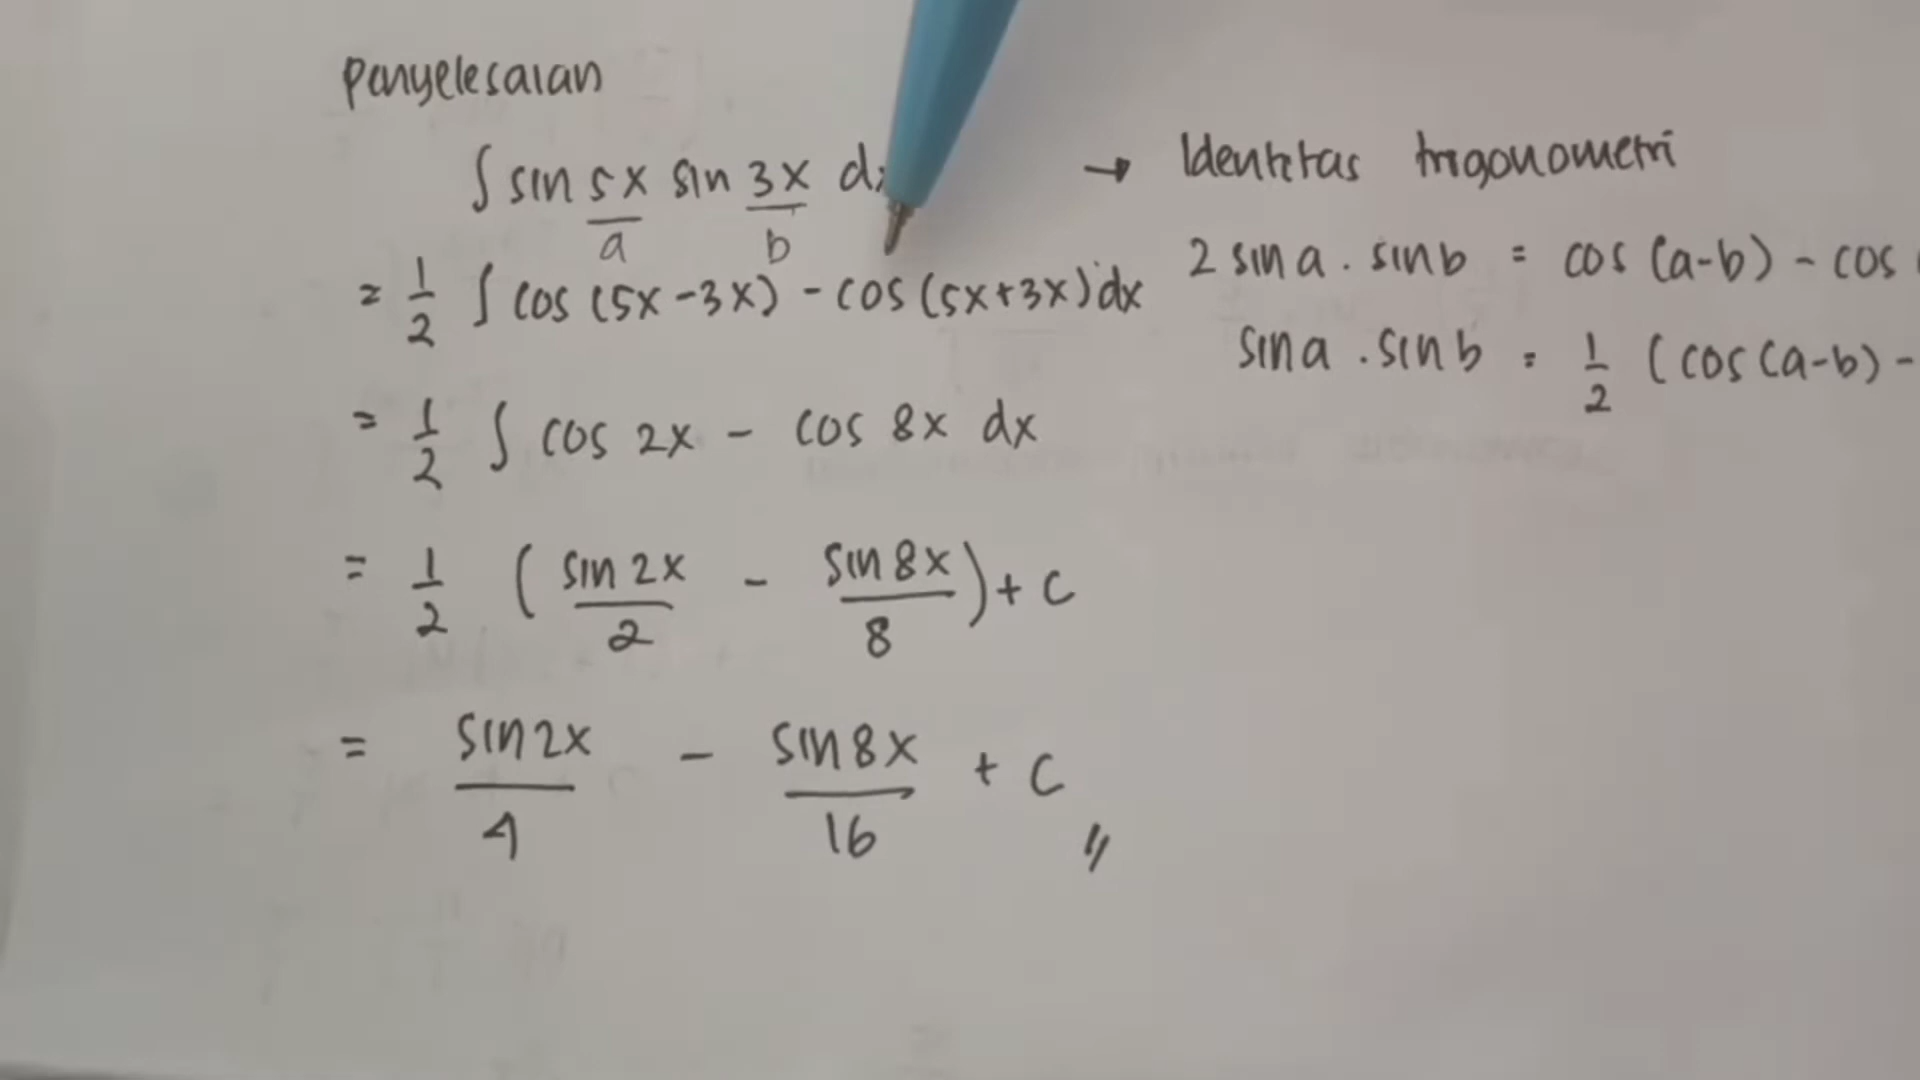 Penyelesaian
∫ sin 5x sin 3x
a b
= 1/2 ∫ cos (5x - 3x) - cos (5x + 3x) dx
= 1/2 ∫ cos 2x - cos 8x dx
= 1/2 ( sin 2x / 2 - sin 8x / 8 ) + c
= sin 2x / 4 - sin 8x / 16 + c //
→ Identitas trigonometri
2 sin a . sin b = cos (a-b) - cos
sin a . sin b = 1/2 ( cos (a-b) -